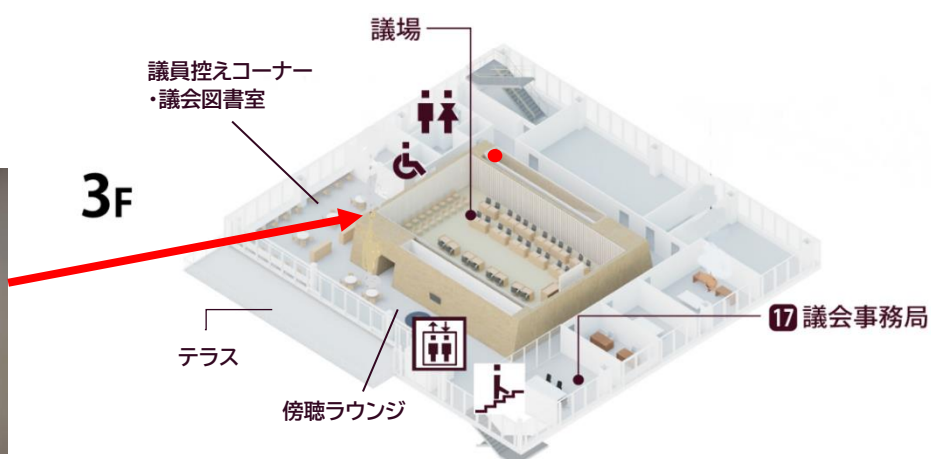 議場
議員控えコーナー
・議会図書室
3F
17 議会事務局
テラス
傍聴ラウンジ